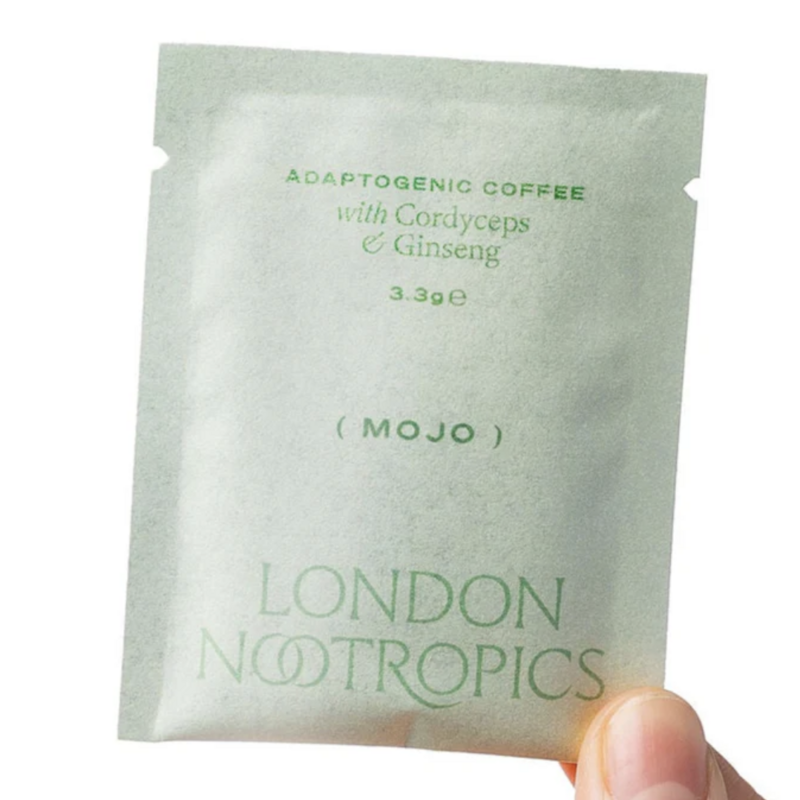 ADAPTOGENIC COFFEE
with Cordyceps
& Ginseng
3.3g℮
( MOJO )
LONDON
NOOTROPICS